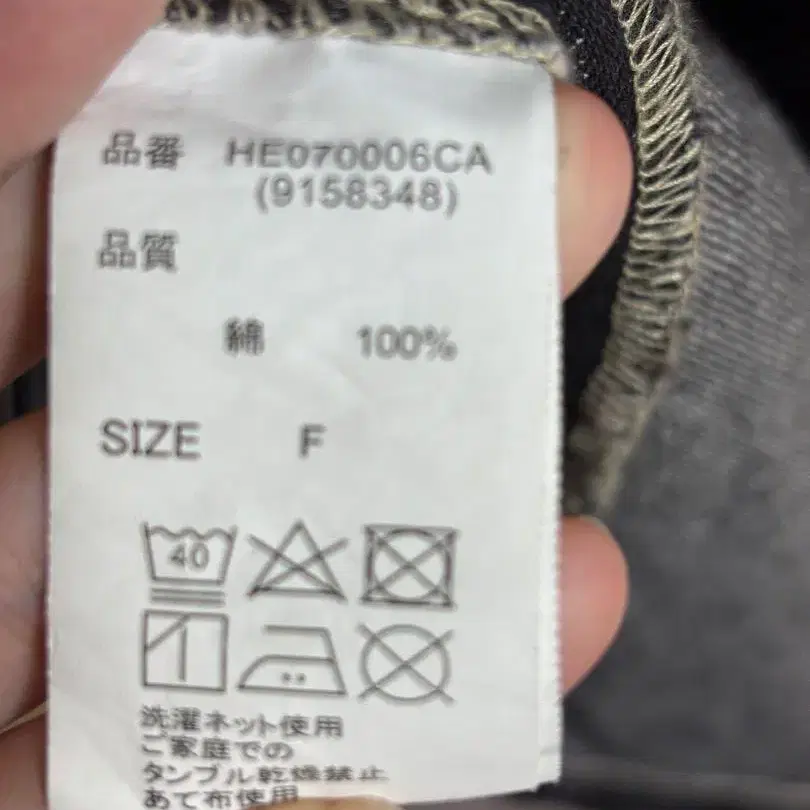 品番 HE070006CA
(9158348)
品質
綿 100%
SIZE F
40
洗濯ネット使用
ご家庭での
タンブル乾燥禁止
あて布使用